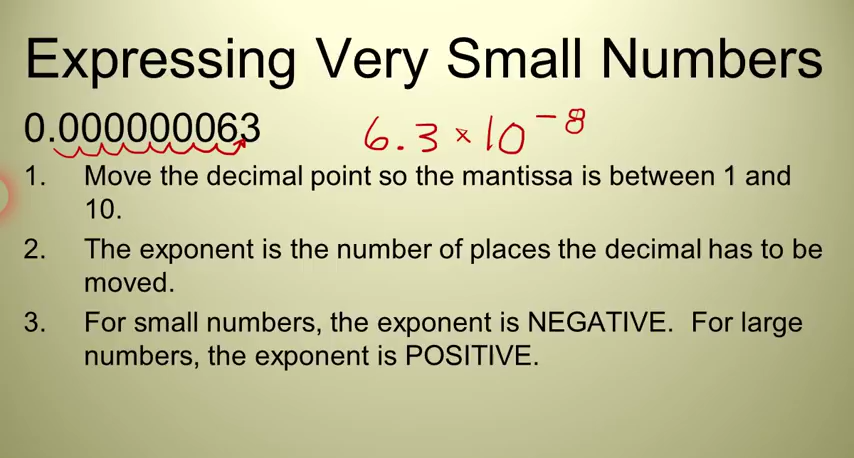 Expressing Very Small Numbers
0.000000063 6.3 × 10⁻⁸
1. Move the decimal point so the mantissa is between 1 and
10.
2. The exponent is the number of places the decimal has to be
moved.
3. For small numbers, the exponent is NEGATIVE. For large
numbers, the exponent is POSITIVE.